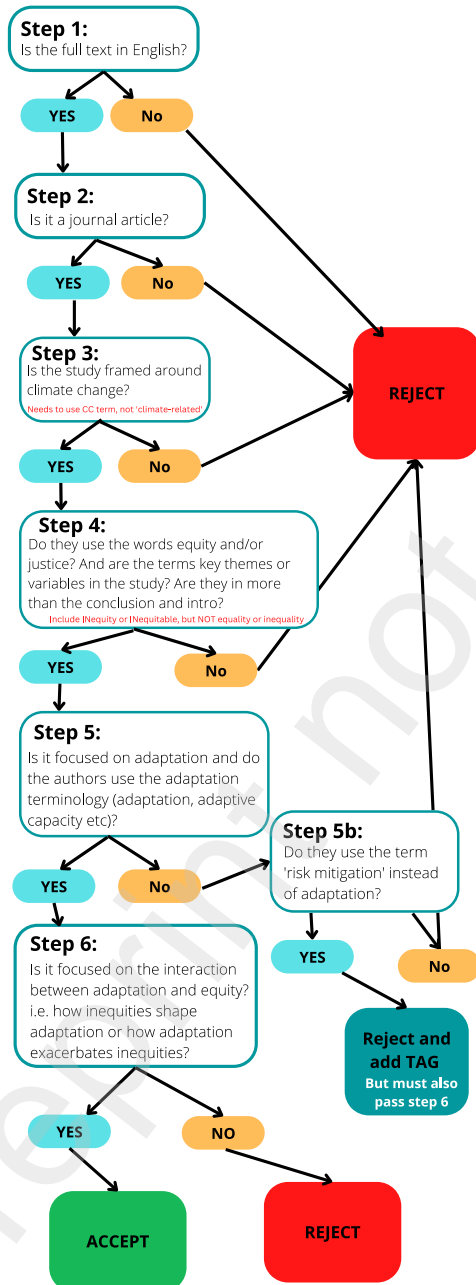 Step 1:
Is the full text in English?
YES
No
Step 2:
Is it a journal article?
YES
No
Step 3:
Is the study framed around
climate change?
Needs to use CC term, not 'climate-related'
REJECT
YES
No
Step 4:
Do they use the words equity and/or
justice? And are the terms key themes or
variables in the study? Are they in more
than the conclusion and intro?
Include INequity or INequitable, but NOT equality or inequality
YES
No
Step 5:
Is it focused on adaptation and do
the authors use the adaptation
terminology (adaptation, adaptive
capacity etc)?
YES
No
Step 5b:
Do they use the term
'risk mitigation' instead
of adaptation?
YES
No
Reject and
add TAG
But must also
pass step 6
Step 6:
Is it focused on the interaction
between adaptation and equity?
i.e. how inequities shape
adaptation or how adaptation
exacerbates inequities?
YES
NO
ACCEPT
REJECT
eprint not